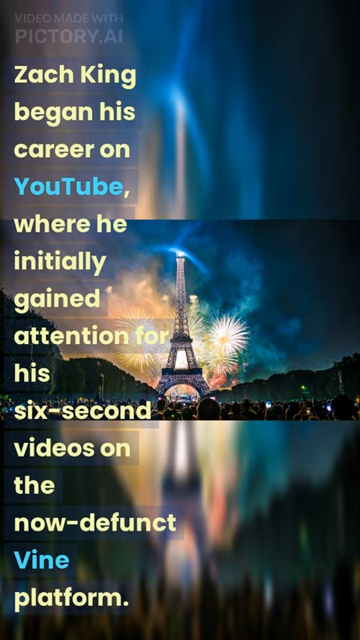 VIDEO MADE WITH
PICTORY.AI
Zach King
began his
career on
YouTube,
where he
initially
gained
attention for
his
six-second
videos on
the
now-defunct
Vine
platform.